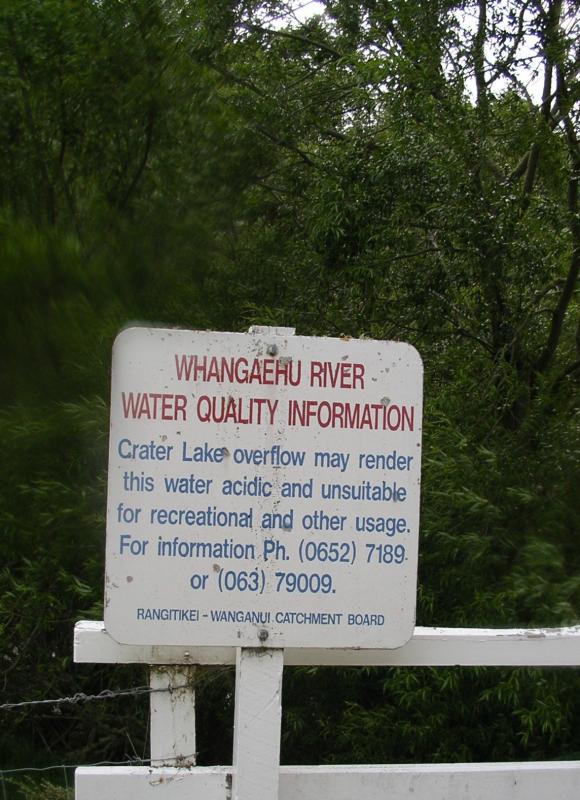 WHANGAEHU RIVER
WATER QUALITY INFORMATION
Crater Lake overflow may render
this water acidic and unsuitable
for recreational and other usage.
For information Ph. (0652) 7189
or (063) 79009.
RANGITIKEI - WANGANUI CATCHMENT BOARD